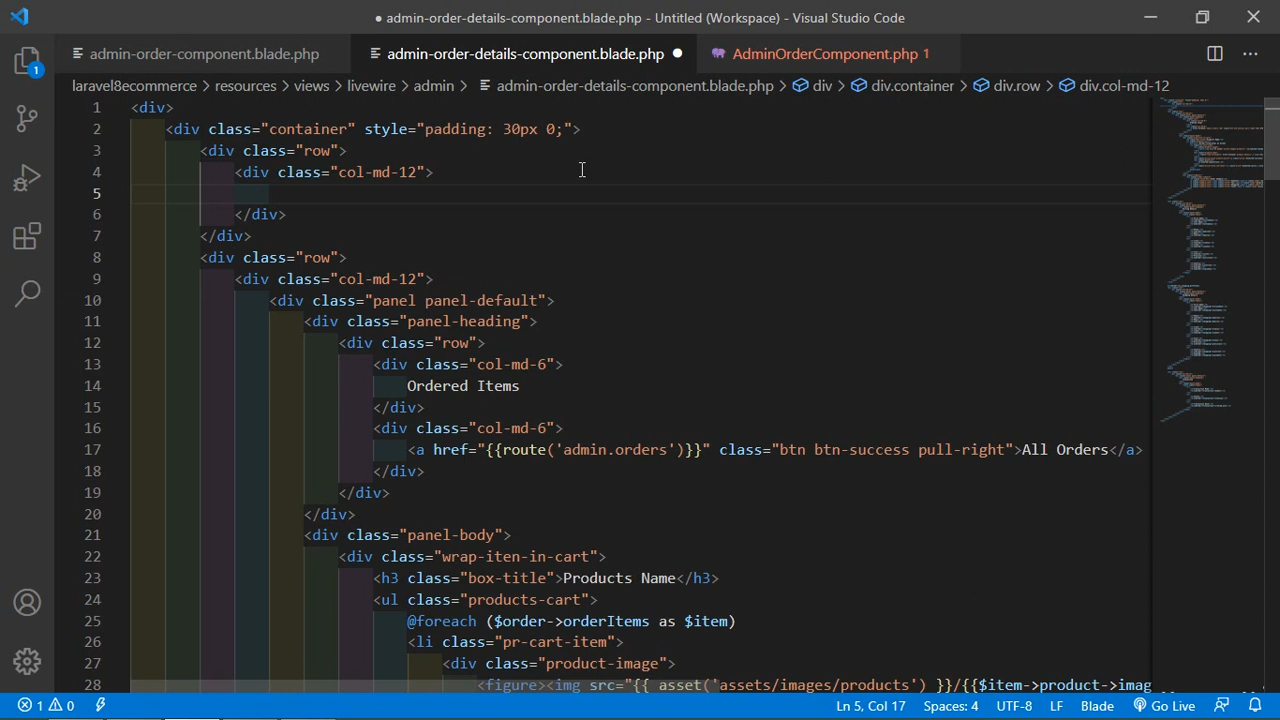 ● admin-order-details-component.blade.php - Untitled (Workspace) - Visual Studio Code
admin-order-component.blade.php
admin-order-details-component.blade.php ●
AdminOrderComponent.php 1
laravel8ecommerce > resources > views > livewire > admin > admin-order-details-component.blade.php > div > div.container > div.row > div.col-md-12
1 <div>
2 <div class="container" style="padding: 30px 0;">
3 <div class="row">
4 <div class="col-md-12">
5
6 </div>
7 </div>
8 <div class="row">
9 <div class="col-md-12">
10 <div class="panel panel-default">
11 <div class="panel-heading">
12 <div class="row">
13 <div class="col-md-6">
14 Ordered Items
15 </div>
16 <div class="col-md-6">
17 <a href="{{route('admin.orders')}}" class="btn btn-success pull-right">All Orders</a>
18 </div>
19 </div>
20 </div>
21 <div class="panel-body">
22 <div class="wrap-iten-in-cart">
23 <h3 class="box-title">Products Name</h3>
24 <ul class="products-cart">
25 @foreach ($order->orderItems as $item)
26 <li class="pr-cart-item">
27 <div class="product-image">
28 <figure><img src="{{ asset('assets/images/products') }}/{{$item->product->imag
1
1 0
Ln 5, Col 17
Spaces: 4
UTF-8
LF
Blade
Go Live